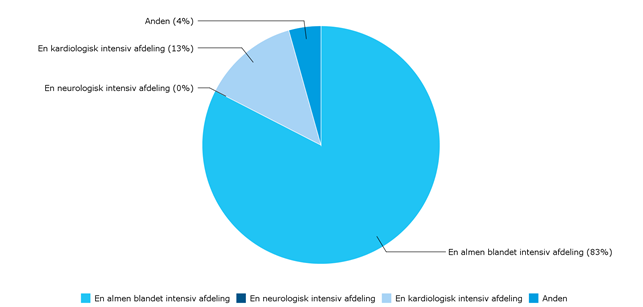 Anden (4%)
En kardiologisk intensiv afdeling (13%)
En neurologisk intensiv afdeling (0%)
En almen blandet intensiv afdeling (83%)
En almen blandet intensiv afdeling En neurologisk intensiv afdeling En kardiologisk intensiv afdeling Anden